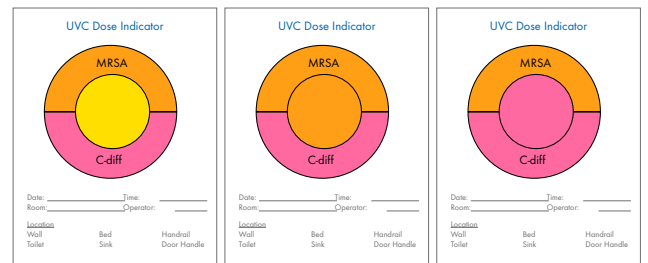 UVC Dose Indicator
MRSA
C-diff
Date: Time:
Room: Operator:
Location
Wall Bed Handrail
Toilet Sink Door Handle
UVC Dose Indicator
MRSA
C-diff
Date: Time:
Room: Operator:
Location
Wall Bed Handrail
Toilet Sink Door Handle
UVC Dose Indicator
MRSA
C-diff
Date: Time:
Room: Operator:
Location
Wall Bed Handrail
Toilet Sink Door Handle